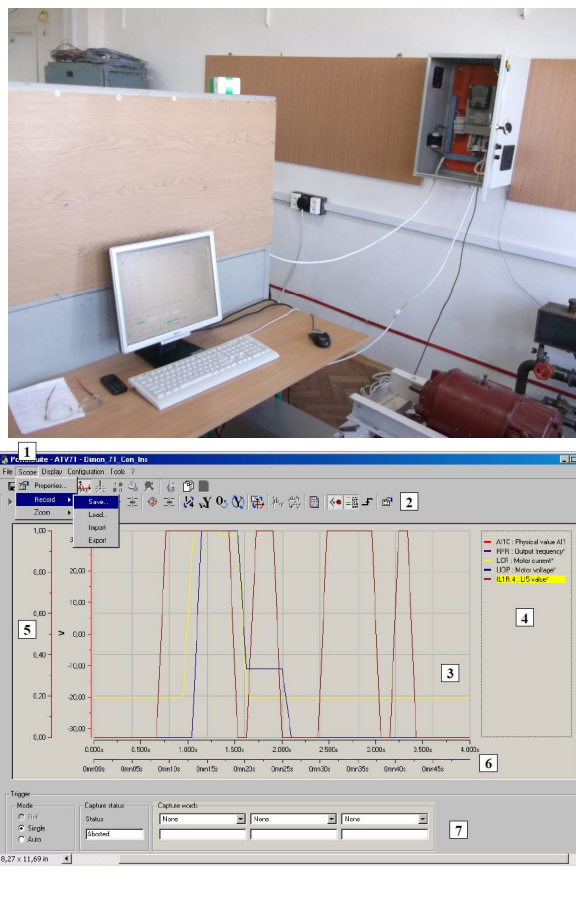 1
PowerSuite - ATV71 - Dinon_71_Con_Ins
File Scope Display Configuration Tools ?
Properties...
Record
Save...
Zoom
Load...
Import
Export
2
1,00
0,80
0,60
0,40
0,20
0,00
5
V
20,00
0,00
-10,00
-20,00
-30,00
3
AI1C : Physical value AI1
RFR : Output frequency*
LCR : Motor current*
UOP : Motor voltage*
IL1R.4 : LI5 value*
4
0.000s 0.500s 1.000s 1.500s 2.000s 2.500s 3.000s 3.500s 4.000s
0mn00s 0mn05s 0mn10s 0mn15s 0mn20s 0mn25s 0mn30s 0mn35s 0mn40s 0mn45s
6
Trigger
Mode
Roll
Single
Auto
Capture status
Status
Aborted
Capture words
None None None
7
8,27 x 11,69 in